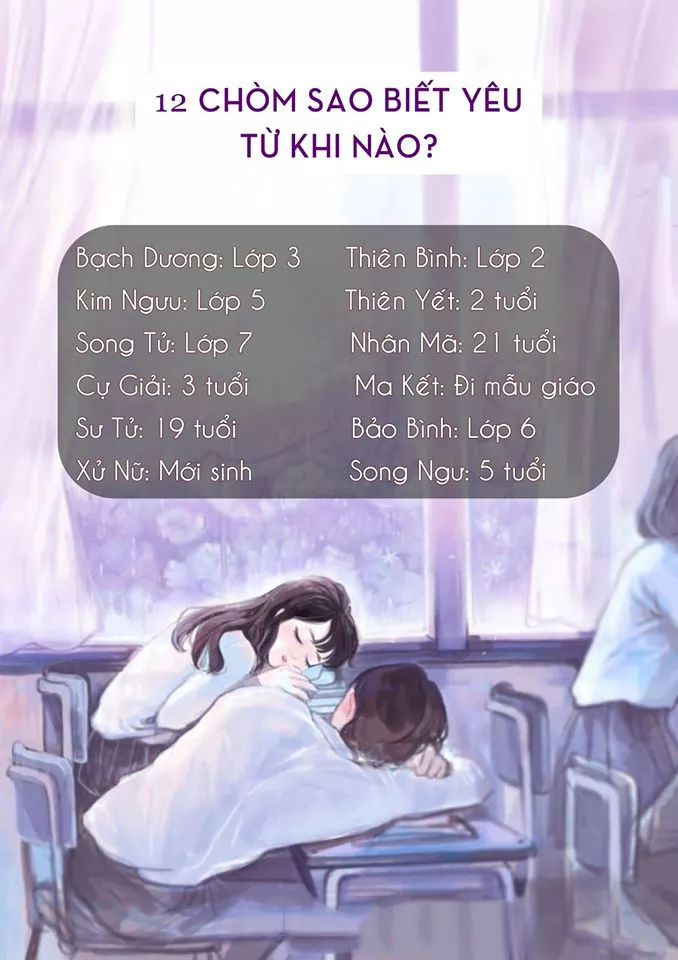 12 CHÒM SAO BIẾT YÊU
TỪ KHI NÀO?
Bạch Dương: Lớp 3
Kim Ngưu: Lớp 5
Song Tử: Lớp 7
Cự Giải: 3 tuổi
Sư Tử: 19 tuổi
Xử Nữ: Mới sinh
Thiên Bình: Lớp 2
Thiên Yết: 2 tuổi
Nhân Mã: 21 tuổi
Ma Kết: Đi mẫu giáo
Bảo Bình: Lớp 6
Song Ngư: 5 tuổi